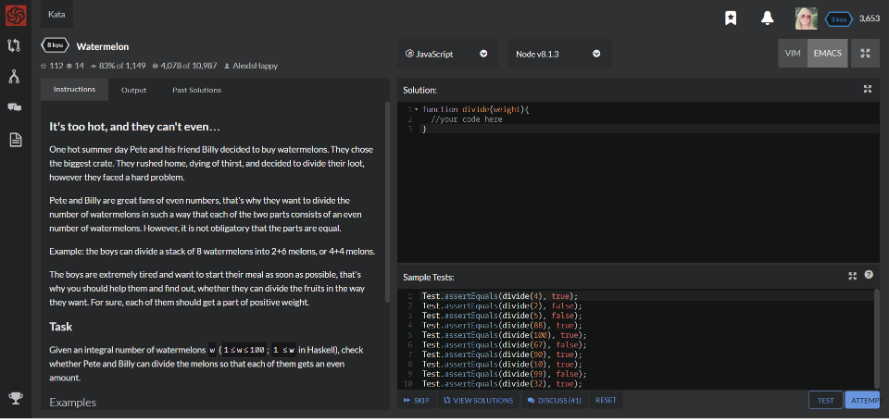 Kata
3 kyu
3,653
8 kyu
Watermelon
112
14
83% of 1,149
4,078 of 10,987
AlexIsHappy
JavaScript
Node v8.1.3
VIM
EMACS
Instructions
Output
Past Solutions
It's too hot, and they can't even…
One hot summer day Pete and his friend Billy decided to buy watermelons. They chose
the biggest crate. They rushed home, dying of thirst, and decided to divide their loot,
however they faced a hard problem.
Pete and Billy are great fans of even numbers, that's why they want to divide the
number of watermelons in such a way that each of the two parts consists of an even
number of watermelons. However, it is not obligatory that the parts are equal.
Example: the boys can divide a stack of 8 watermelons into 2+6 melons, or 4+4 melons.
The boys are extremely tired and want to start their meal as soon as possible, that's
why you should help them and find out, whether they can divide the fruits in the way
they want. For sure, each of them should get a part of positive weight.
Task
Given an integral number of watermelons w ( 1 ≤ w ≤ 100 ; 1 ≤ w in Haskell), check
whether Pete and Billy can divide the melons so that each of them gets an even
amount.
Examples
Solution:
1 function divide(weight){
2 //your code here
3 }
Sample Tests:
1 Test.assertEquals(divide(4), true);
2 Test.assertEquals(divide(2), false);
3 Test.assertEquals(divide(5), false);
4 Test.assertEquals(divide(88), true);
5 Test.assertEquals(divide(100), true);
6 Test.assertEquals(divide(67), false);
7 Test.assertEquals(divide(90), true);
8 Test.assertEquals(divide(10), true);
9 Test.assertEquals(divide(99), false);
10 Test.assertEquals(divide(32), true);
SKIP
VIEW SOLUTIONS
DISCUSS (41)
RESET
TEST
ATTEMP